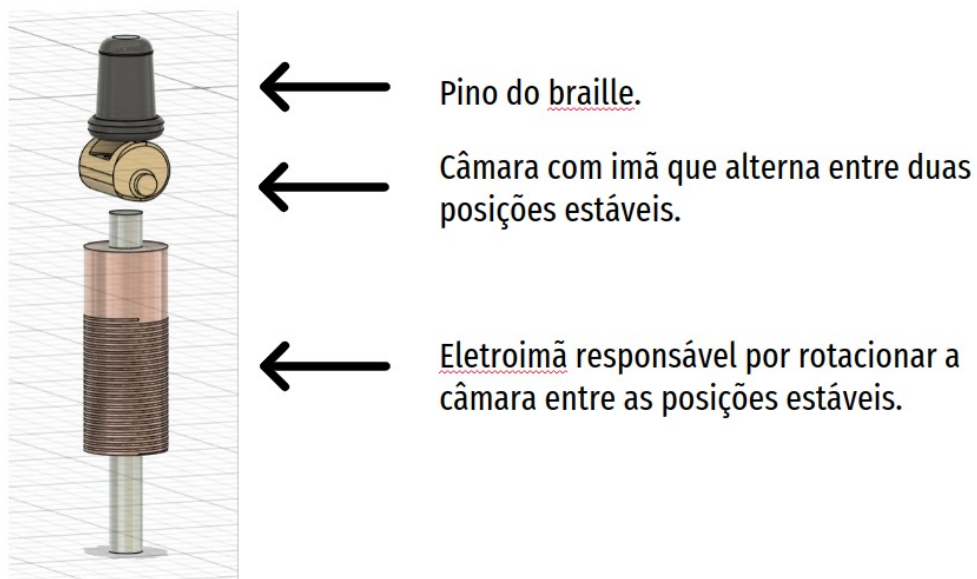 Pino do braille.
Câmara com imã que alterna entre duas
posições estáveis.
Eletroimã responsável por rotacionar a
câmara entre as posições estáveis.